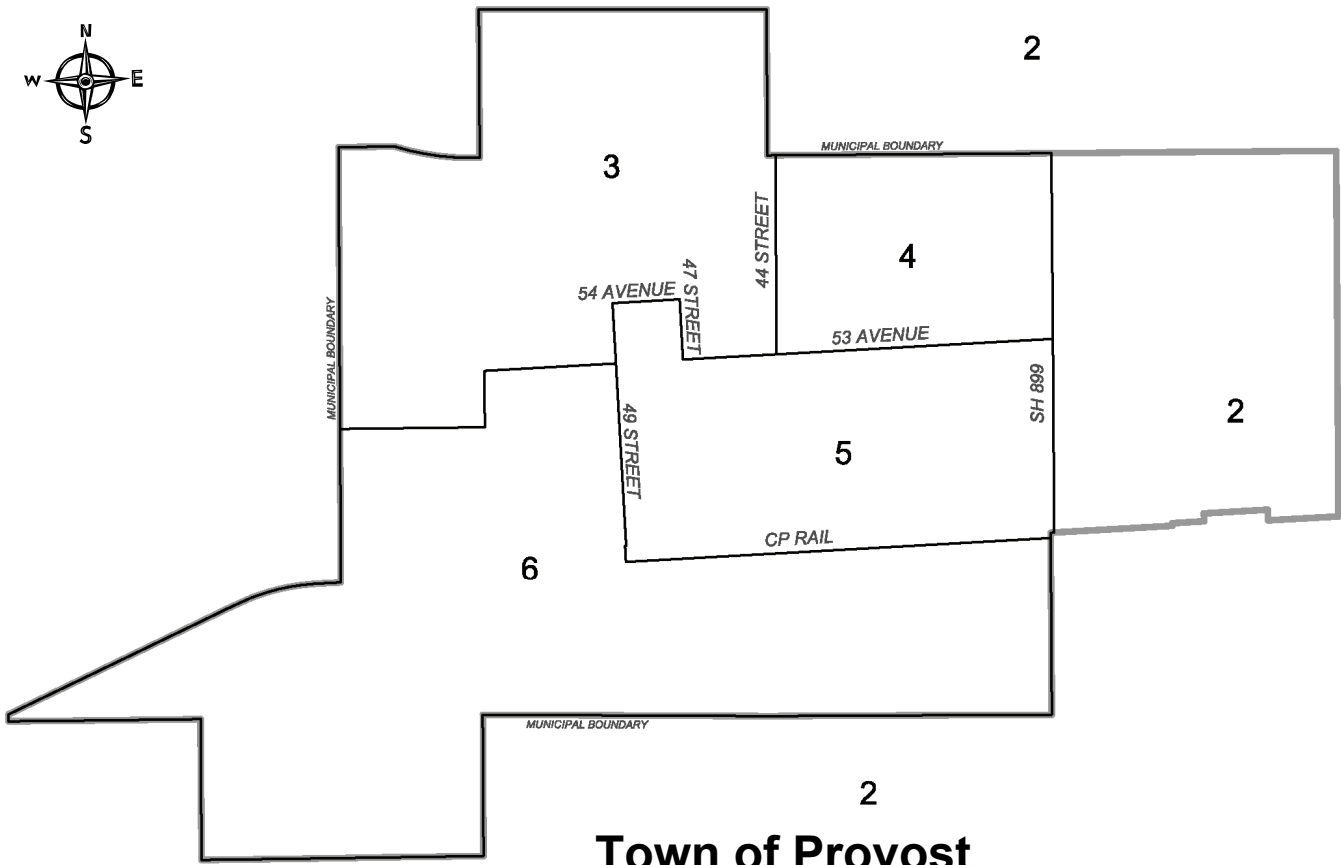 N
W E
S
2
MUNICIPAL BOUNDARY
3
44 STREET
4
47 STREET
54 AVENUE
MUNICIPAL BOUNDARY
53 AVENUE
SH 899
2
49 STREET
5
CP RAIL
6
MUNICIPAL BOUNDARY
2
Town of Provost